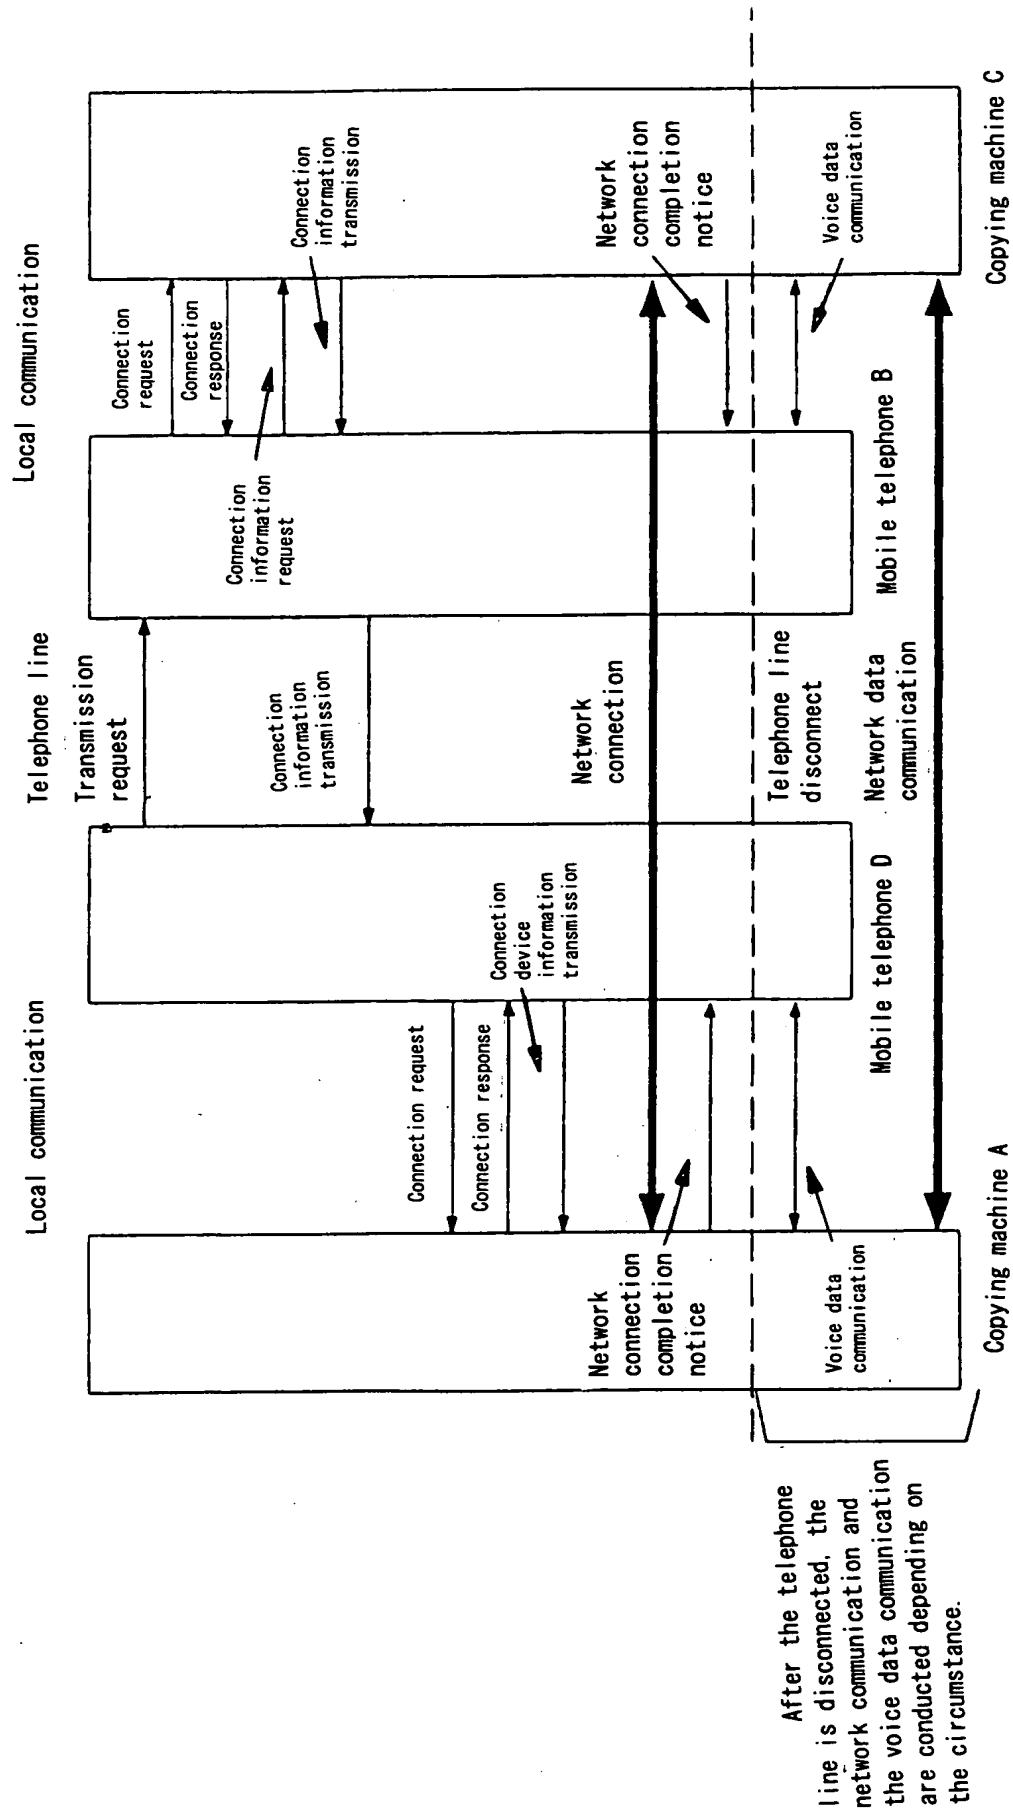 Local communication
Telephone line
Local communication
Transmission
request
Connection
request
Connection
response
Connection
information
request
Connection
information
transmission
Connection
information
transmission
Connection request
Connection response
Connection
device
information
transmission
Network
connection
Network
connection
completion
notice
Network
connection
completion
notice
Telephone line
disconnect
Voice data
communication
Voice data
communication
Network data
communication
Copying machine A
Mobile telephone D
Mobile telephone B
Copying machine C
After the telephone
line is disconnected, the
network communication and
the voice data communication
are conducted depending on
the circumstance.